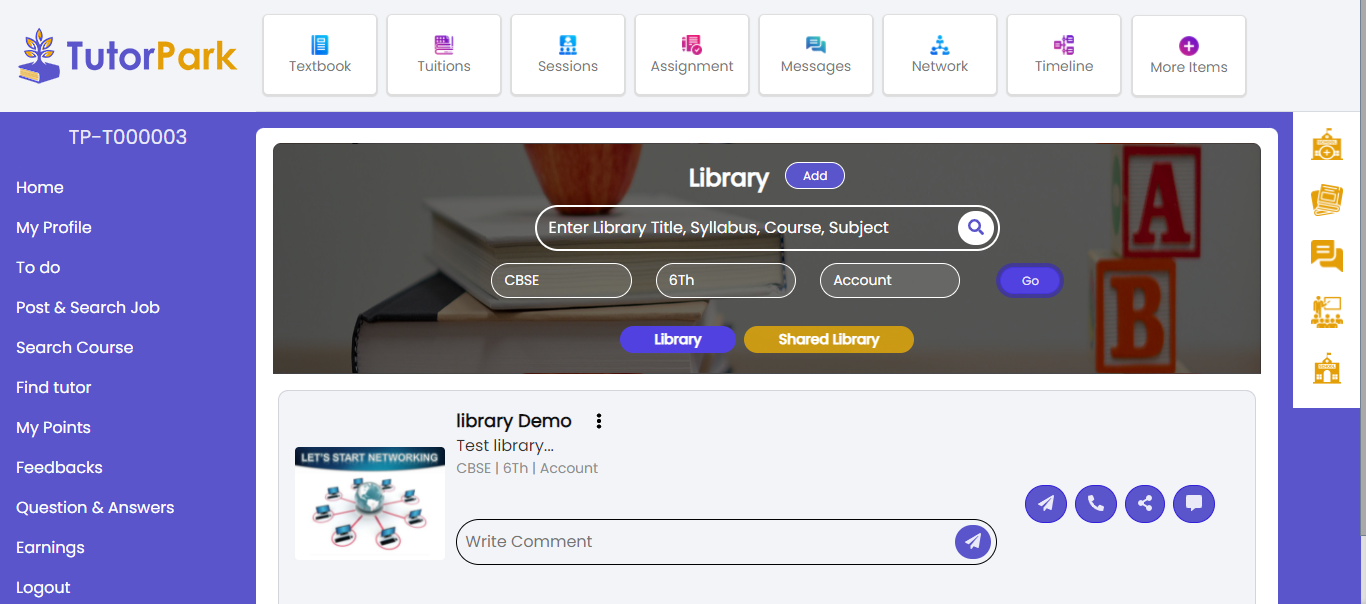 TutorPark
Textbook
Tuitions
Sessions
Assignment
Messages
Network
Timeline
More Items
TP-T000003
Home
My Profile
To do
Post & Search Job
Search Course
Find tutor
My Points
Feedbacks
Question & Answers
Earnings
Logout
Library
Add
Enter Library Title, Syllabus, Course, Subject
CBSE
6Th
Account
Go
Library
Shared Library
A
B
library Demo
Test library...
CBSE | 6Th | Account
LET'S START NETWORKING
Write Comment